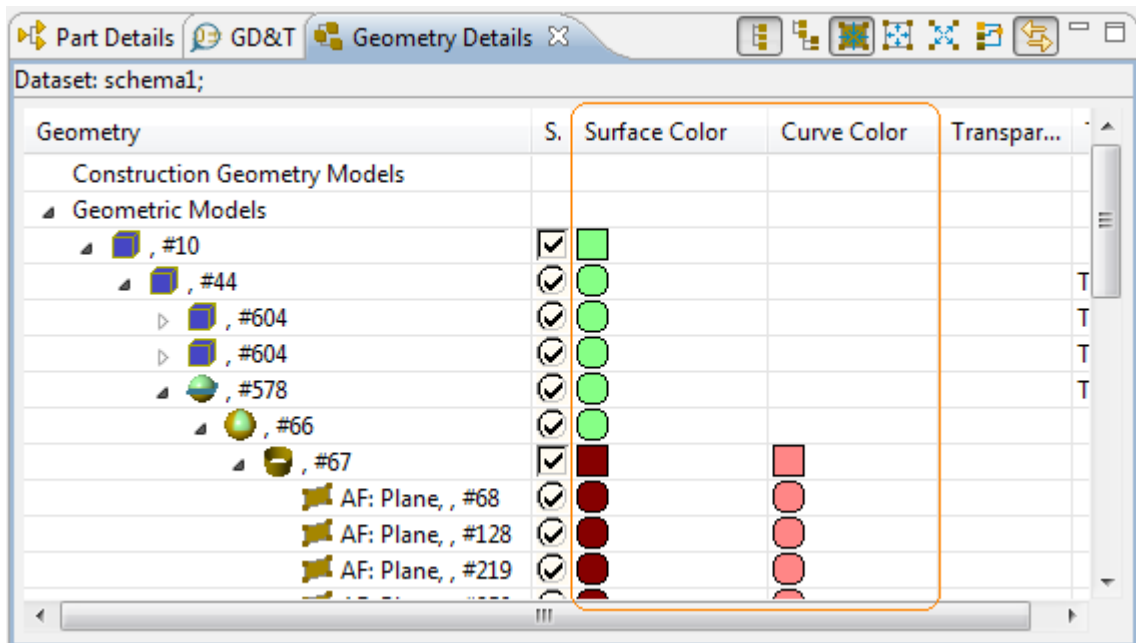 Part Details GD&T Geometry Details
Dataset: schema1;
Geometry S. Surface Color Curve Color Transpar...
Construction Geometry Models
Geometric Models
, #10
, #44 T
, #604 T
, #604 T
, #578 T
, #66
, #67
AF: Plane, , #68
AF: Plane, , #128
AF: Plane, , #219